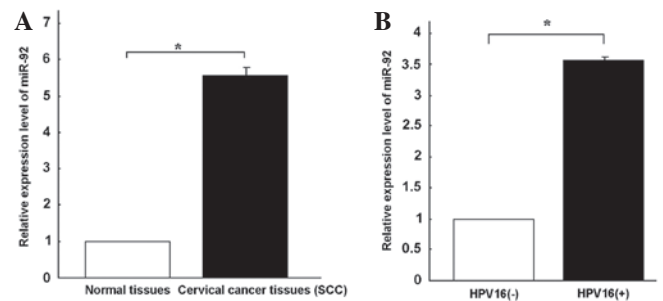 A
Relative expression level of miR-92
7
6
5
4
3
2
1
0
*
Normal tissues
Cervical cancer tissues (SCC)
B
Relative expression level of miR-92
4
3.5
3
2.5
2
1.5
1
0.5
0
*
HPV16(-)
HPV16(+)